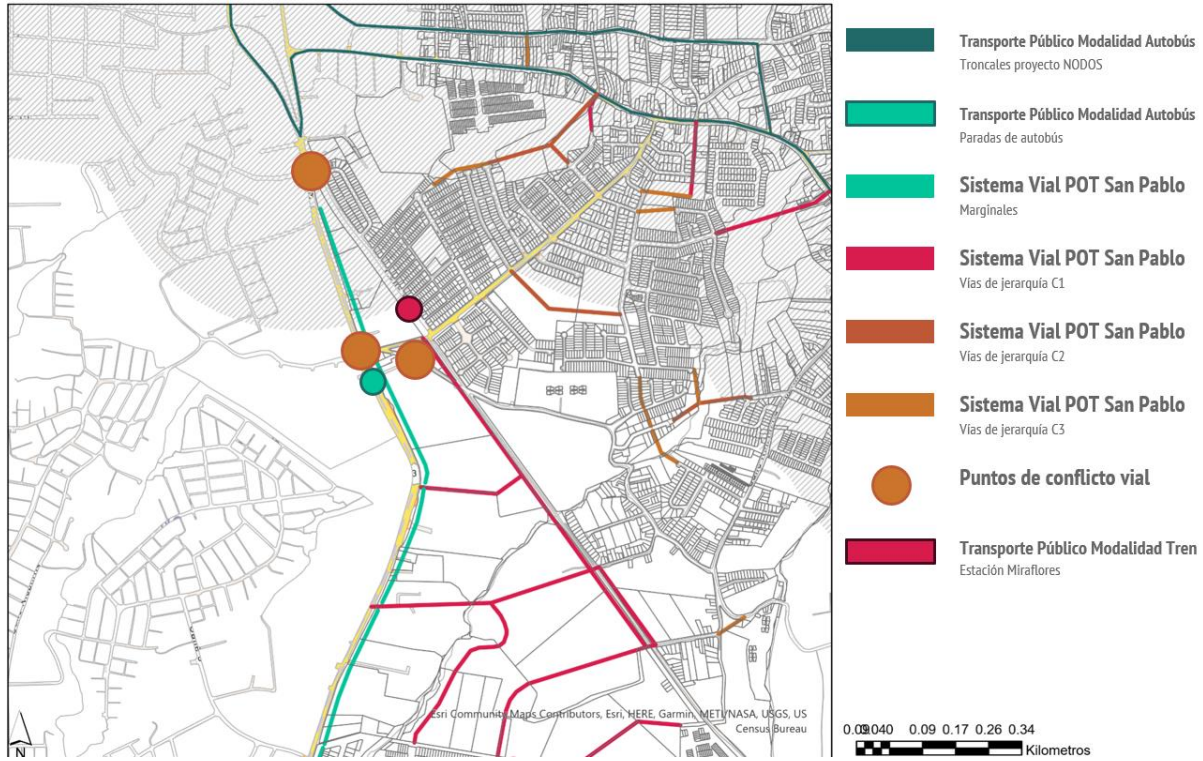 Transporte Público Modalidad Autobús
Troncales proyecto NODOS
Transporte Público Modalidad Autobús
Paradas de autobús
Sistema Vial POT San Pablo
Marginales
Sistema Vial POT San Pablo
Vías de jerarquía C1
Sistema Vial POT San Pablo
Vías de jerarquía C2
Sistema Vial POT San Pablo
Vías de jerarquía C3
Puntos de conflicto vial
Transporte Público Modalidad Tren
Estación Miraflores
3
Esri Community Maps Contributors, Esri, HERE, Garmin, METI/NASA, USGS, US
Census Bureau
N
0.09 0.17 0.26 0.34
Kilometros